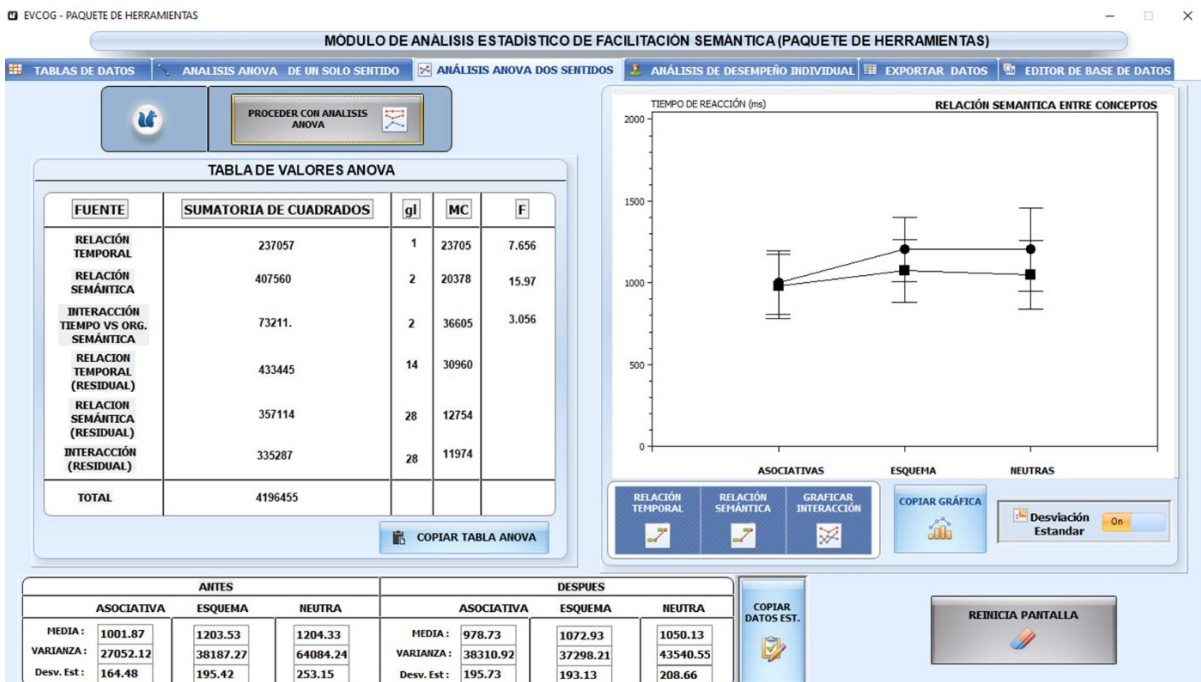 EVCOG - PAQUETE DE HERRAMIENTAS
MÓDULO DE ANÀLISIS ESTADÌSTICO DE FACILITACIÓN SEMÀNTICA (PAQUETE DE HERRAMIENTAS)
TABLAS DE DATOS ANALISIS ANOVA DE UN SOLO SENTIDO ANÁLISIS ANOVA DOS SENTIDOS ANÁLISIS DE DESEMPEÑO INDIVIDUAL EXPORTAR DATOS EDITOR DE BASE DE DATOS
PROCEDER CON ANALISIS
ANOVA
TABLA DE VALORES ANOVA
FUENTE SUMATORIA DE CUADRADOS gl MC F
RELACIÓN
TEMPORAL
237057 1 23705 7.656
RELACIÓN
SEMÁNTICA
407560 2 20378 15.97
INTERACCIÓN
TIEMPO VS ORG.
SEMÁNTICA
73211. 2 36605 3.056
RELACION
TEMPORAL
(RESIDUAL)
433445 14 30960
RELACION
SEMÁNTICA
(RESIDUAL)
357114 28 12754
INTERACCIÓN
(RESIDUAL)
335287 28 11974
TOTAL 4196455
COPIAR TABLA ANOVA
TIEMPO DE REACCIÓN (ms) RELACIÓN SEMANTICA ENTRE CONCEPTOS
2000
1500
1000
500
0
ASOCIATIVAS ESQUEMA NEUTRAS
RELACIÓN
TEMPORAL
RELACIÓN
SEMÁNTICA
GRAFICAR
INTERACCIÓN
COPIAR GRÁFICA
Desviación
Estandar
On
ANTES DESPUES
ASOCIATIVA ESQUEMA NEUTRA ASOCIATIVA ESQUEMA NEUTRA
MEDIA : 1001.87 1203.53 1204.33 MEDIA : 978.73 1072.93 1050.13
VARIANZA : 27052.12 38187.27 64084.24 VARIANZA : 38310.92 37298.21 43540.55
Desv. Est : 164.48 195.42 253.15 Desv. Est : 195.73 193.13 208.66
COPIAR
DATOS EST.
REINICIA PANTALLA